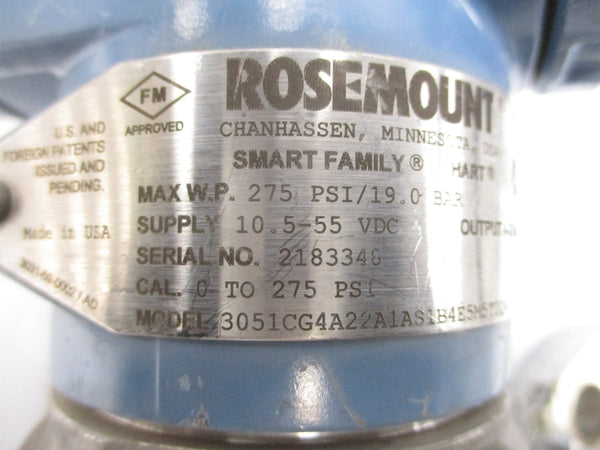 FM
APPROVED
ROSEMOUNT
CHANHASSEN, MINNESOTA, USA
SMART FAMILY® HART®
MAX W.P. 275 PSI/19.0 BAR
SUPPLY 10.5-55 VDC OUTPUT
SERIAL NO. 2183348
CAL. 0 TO 275 PSI
MODEL 3051CG4A22A1AS1B4E5M5
U.S. AND
FOREIGN PATENTS
ISSUED AND
PENDING.
Made in USA